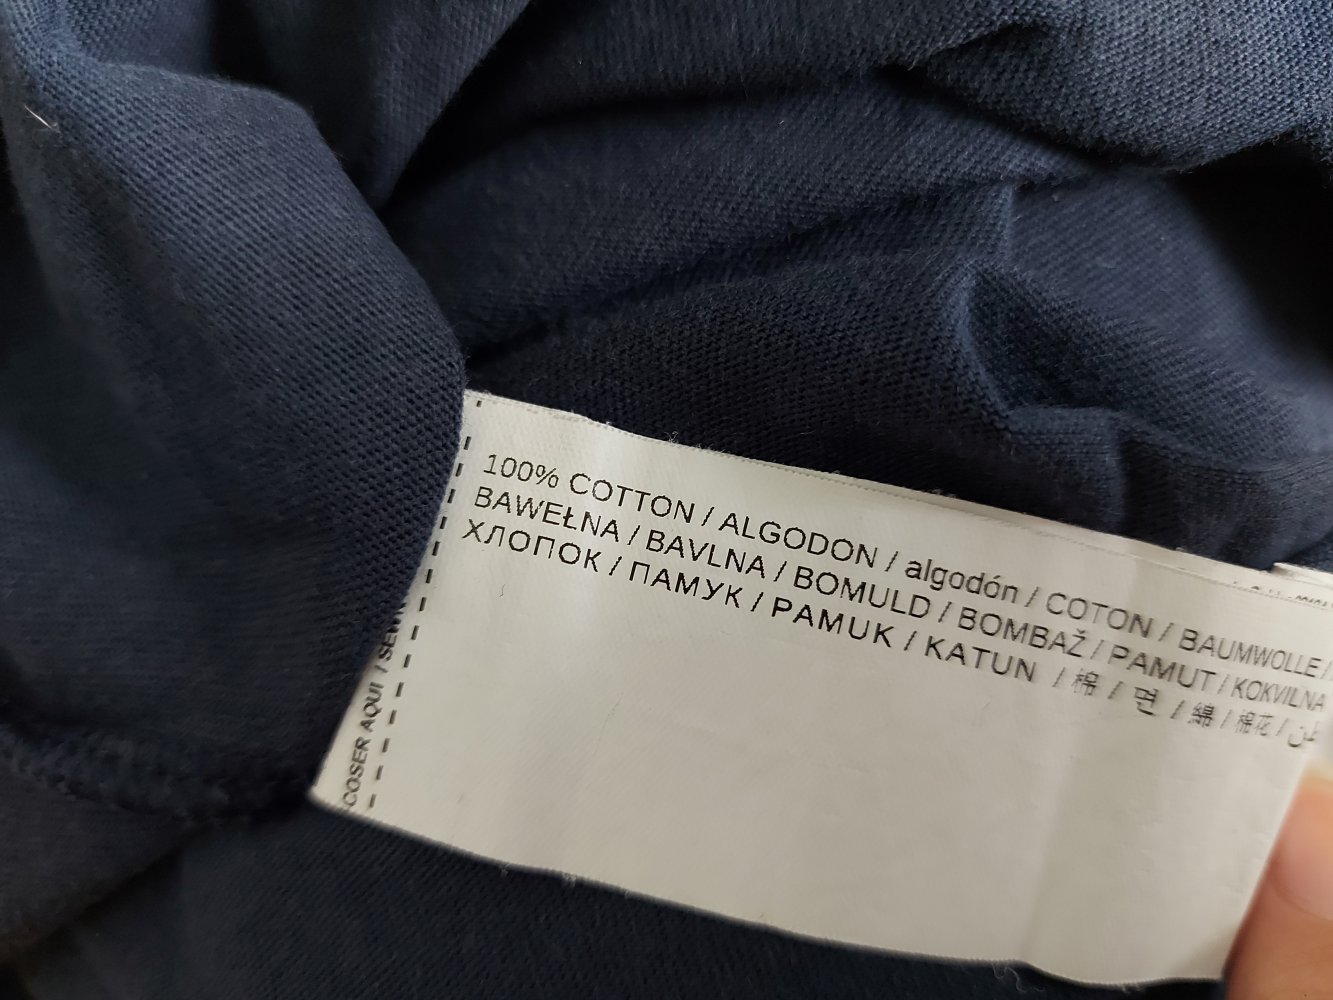 100% COTTON / ALGODON / algodón / COTON / BAUMWOLLE /
BAWEŁNA / BAVLNA / BOMULD / BOMBAŽ / PAMUT / KOKVILNA
ХЛОПОК / ПАМУК / PAMUK / KATUN / 棉 / 면 / 綿 / 棉花 /
COSER AQUI / SEW